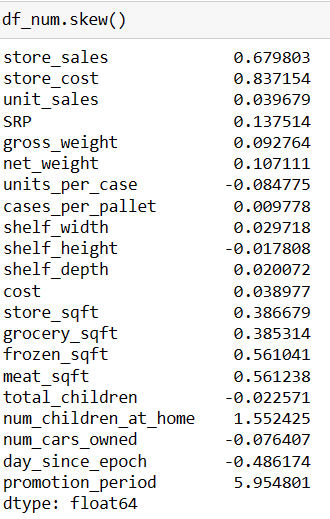 df_num.skew()
store_sales 0.679803
store_cost 0.837154
unit_sales 0.039679
SRP 0.137514
gross_weight 0.092764
net_weight 0.107111
units_per_case -0.084775
cases_per_pallet 0.009778
shelf_width 0.029718
shelf_height -0.017808
shelf_depth 0.020072
cost 0.038977
store_sqft 0.386679
grocery_sqft 0.385314
frozen_sqft 0.561041
meat_sqft 0.561238
total_children -0.022571
num_children_at_home 1.552425
num_cars_owned -0.076407
day_since_epoch -0.486174
promotion_period 5.954801
dtype: float64